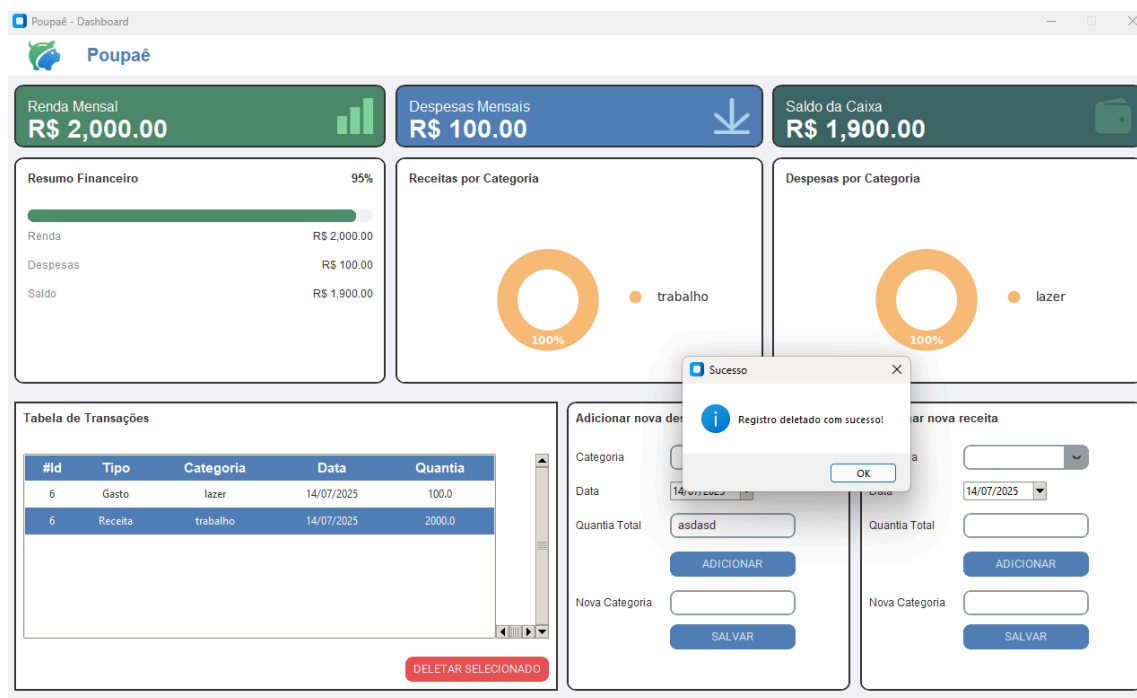 Poupaê - Dashboard
Poupaê
Renda Mensal
R$ 2,000.00
Despesas Mensais
R$ 100.00
Saldo da Caixa
R$ 1,900.00
Resumo Financeiro 95%
Renda R$ 2,000.00
Despesas R$ 100.00
Saldo R$ 1,900.00
Receitas por Categoria
100%
trabalho
Despesas por Categoria
100%
lazer
Sucesso
Registro deletado com sucesso!
OK
Tabela de Transações
#Id Tipo Categoria Data Quantia
6 Gasto lazer 14/07/2025 100.0
6 Receita trabalho 14/07/2025 2000.0
DELETAR SELECIONADO
Adicionar nova des
Categoria
Data 14/07/2025
Quantia Total asdasd
ADICIONAR
Nova Categoria
SALVAR
ar nova receita
a
Data 14/07/2025
Quantia Total
ADICIONAR
Nova Categoria
SALVAR